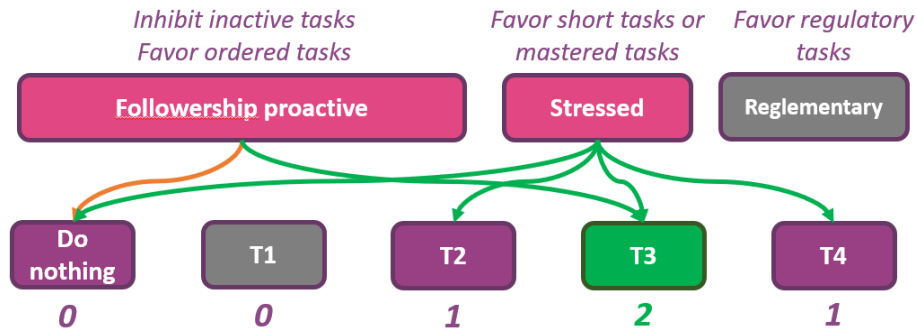 Inhibit inactive tasks
Favor ordered tasks
Favor short tasks or
mastered tasks
Favor regulatory
tasks
Followership proactive
Stressed
Reglementary
Do
nothing
T1
T2
T3
T4
0
0
1
2
1